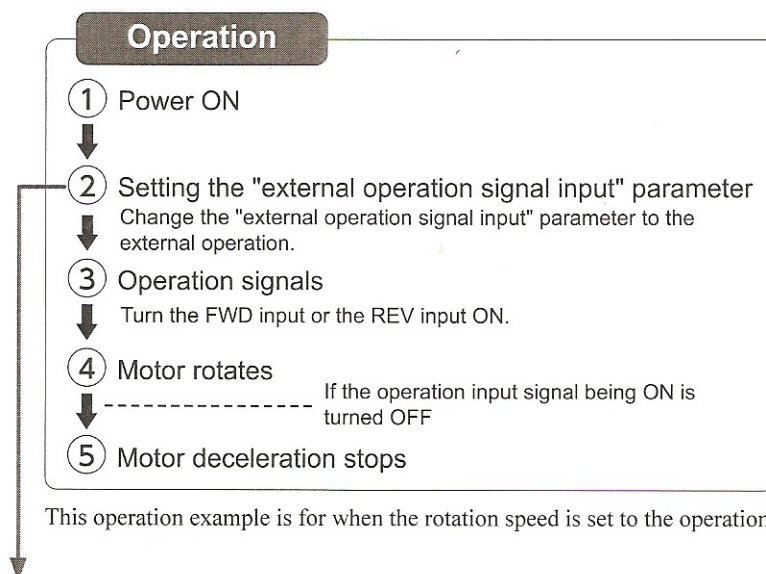 Operation
1 Power ON
2 Setting the "external operation signal input" parameter
Change the "external operation signal input" parameter to the
external operation.
3 Operation signals
Turn the FWD input or the REV input ON.
4 Motor rotates
If the operation input signal being ON is
turned OFF
5 Motor deceleration stops
This operation example is for when the rotation speed is set to the operation